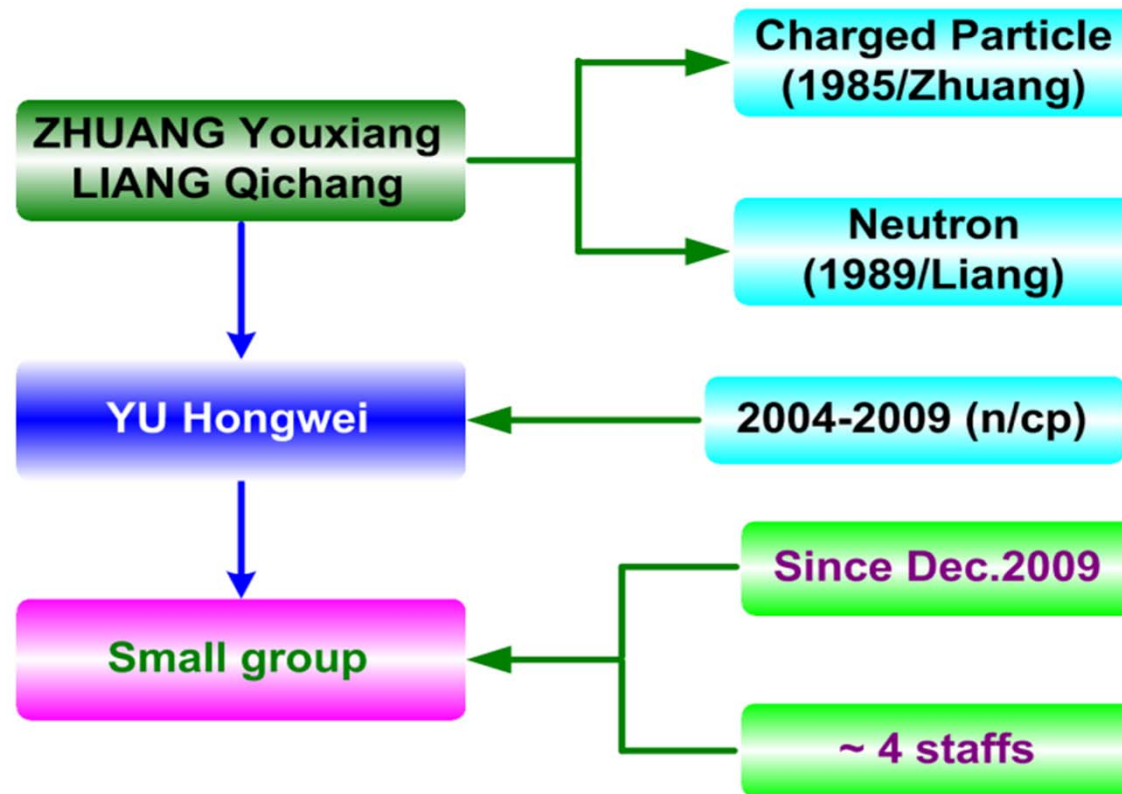 Charged Particle
(1985/Zhuang)
ZHUANG Youxiang
LIANG Qichang
Neutron
(1989/Liang)
YU Hongwei
2004-2009 (n/cp)
Since Dec.2009
Small group
~ 4 staffs